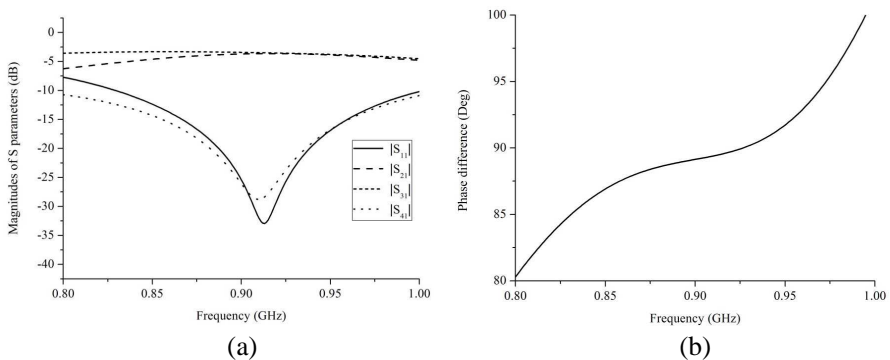 0
-5
-10
-15
-20
-25
-30
-35
-40
Magnitudes of S parameters (dB)
|S₁₁|
|S₂₁|
|S₃₁|
|S₄₁|
0.80 0.85 0.90 0.95 1.00
Frequency (GHz)
(a)
100
95
90
85
80
Phase difference (Deg)
0.80 0.85 0.90 0.95 1.00
Frequency (GHz)
(b)